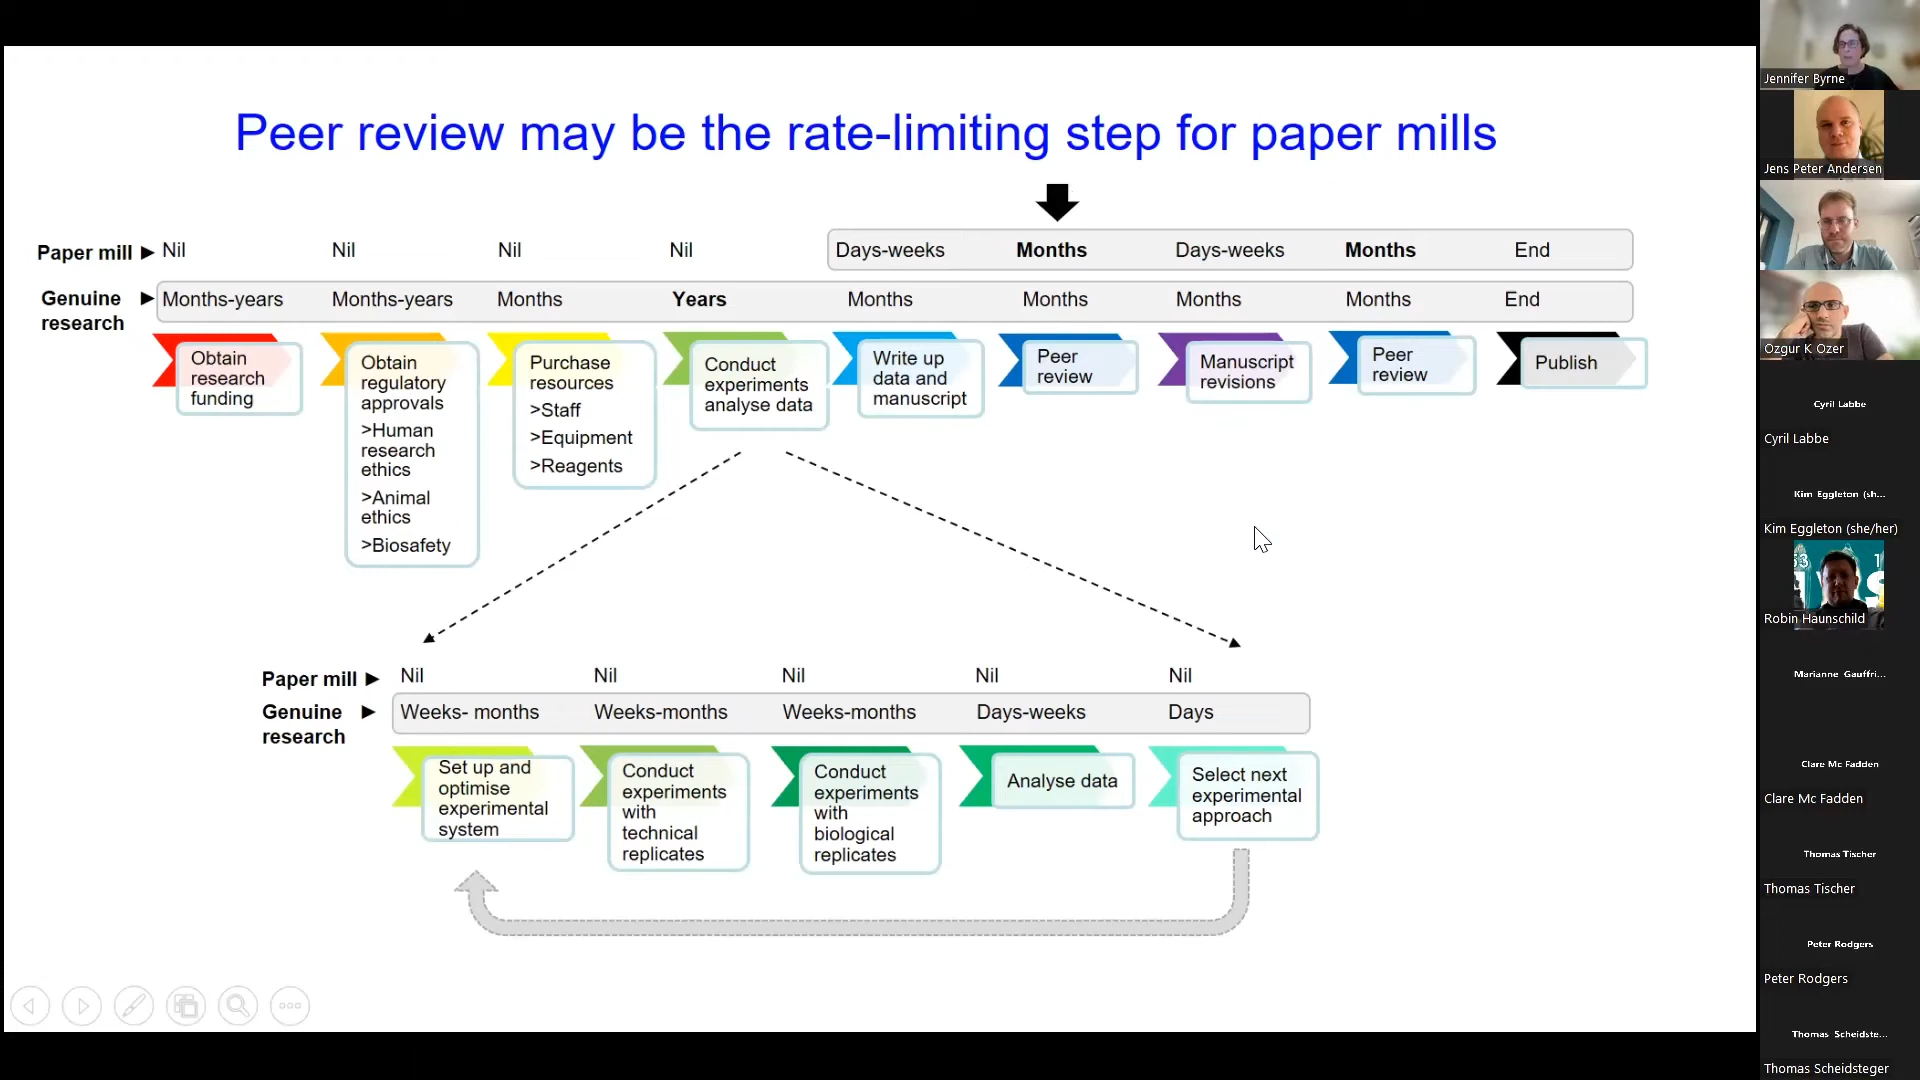 Peer review may be the rate-limiting step for paper mills
Paper mill Nil Nil Nil Nil Days-weeks Months Days-weeks Months End
Genuine research Months-years Months-years Months Years Months Months Months Months End
Obtain
research
funding
Obtain
regulatory
approvals
>Human
research
ethics
>Animal
ethics
>Biosafety
Purchase
resources
>Staff
>Equipment
>Reagents
Conduct
experiments
analyse data
Write up
data and
manuscript
Peer
review
Manuscript
revisions
Peer
review
Publish
Paper mill Nil Nil Nil Nil Nil
Genuine research Weeks- months Weeks-months Weeks-months Days-weeks Days
Set up and
optimise
experimental
system
Conduct
experiments
with
technical
replicates
Conduct
experiments
with
biological
replicates
Analyse data
Select next
experimental
approach
Jennifer Byrne
Jens Peter Andersen
Ozgur K Ozer
Cyril Labbe
Cyril Labbe
Kim Eggleton (sh...
Kim Eggleton (she/her)
53
1
S
Robin Haunschild
Marianne Gauffri...
Clare Mc Fadden
Clare Mc Fadden
Thomas Tischer
Thomas Tischer
Peter Rodgers
Peter Rodgers
Thomas Scheidste...
Thomas Scheidsteger